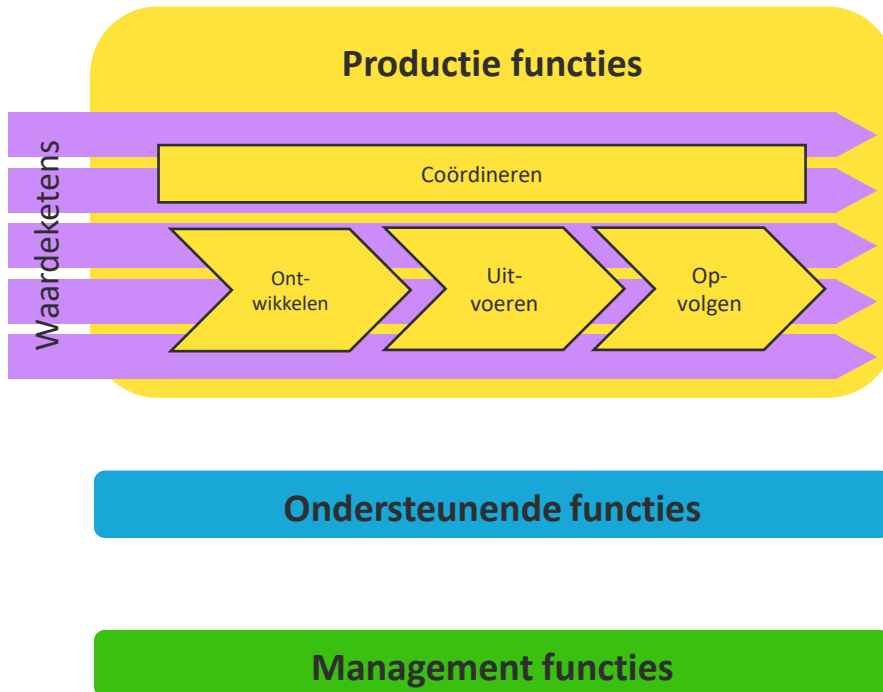 Productie functies
Waardeketens
Coördineren
Ont-
wikkelen
Uit-
voeren
Op-
volgen
Ondersteunende functies
Management functies